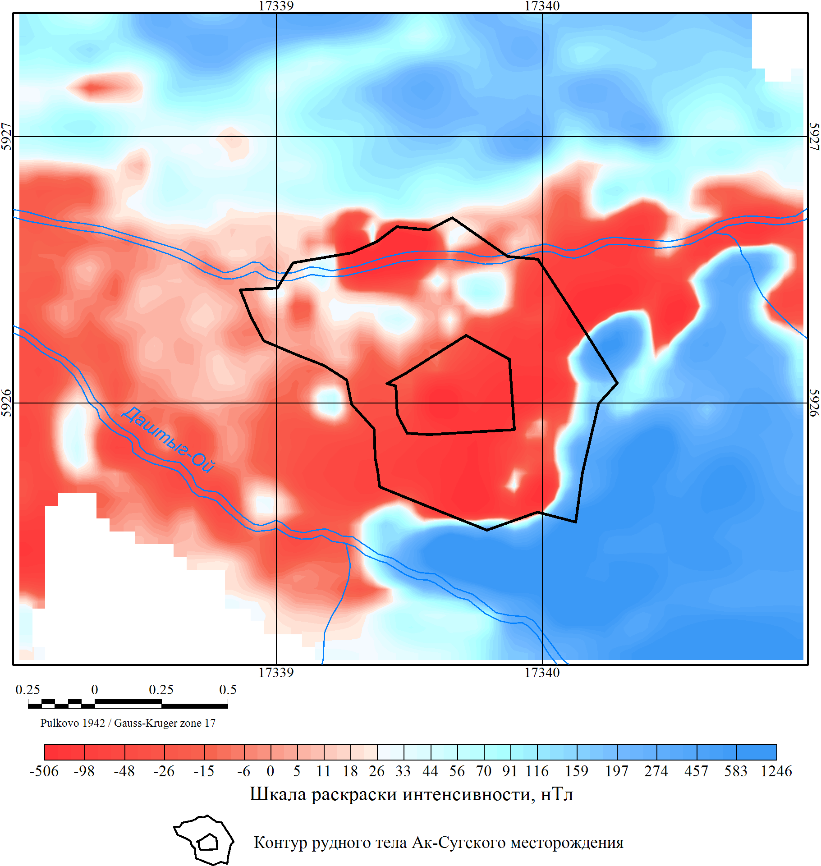 17339 17340
5927 5927
5926 5926
Даштыг-Ой
17339 17340
0.25 0 0.25 0.5
Pulkovo 1942 / Gauss-Kruger zone 17
-506 -98 -48 -26 -15 -6 0 5 11 18 26 33 44 56 70 91 116 159 197 274 457 583 1246
Шкала раскраски интенсивности, нТл
Контур рудного тела Ак-Сугского месторождения